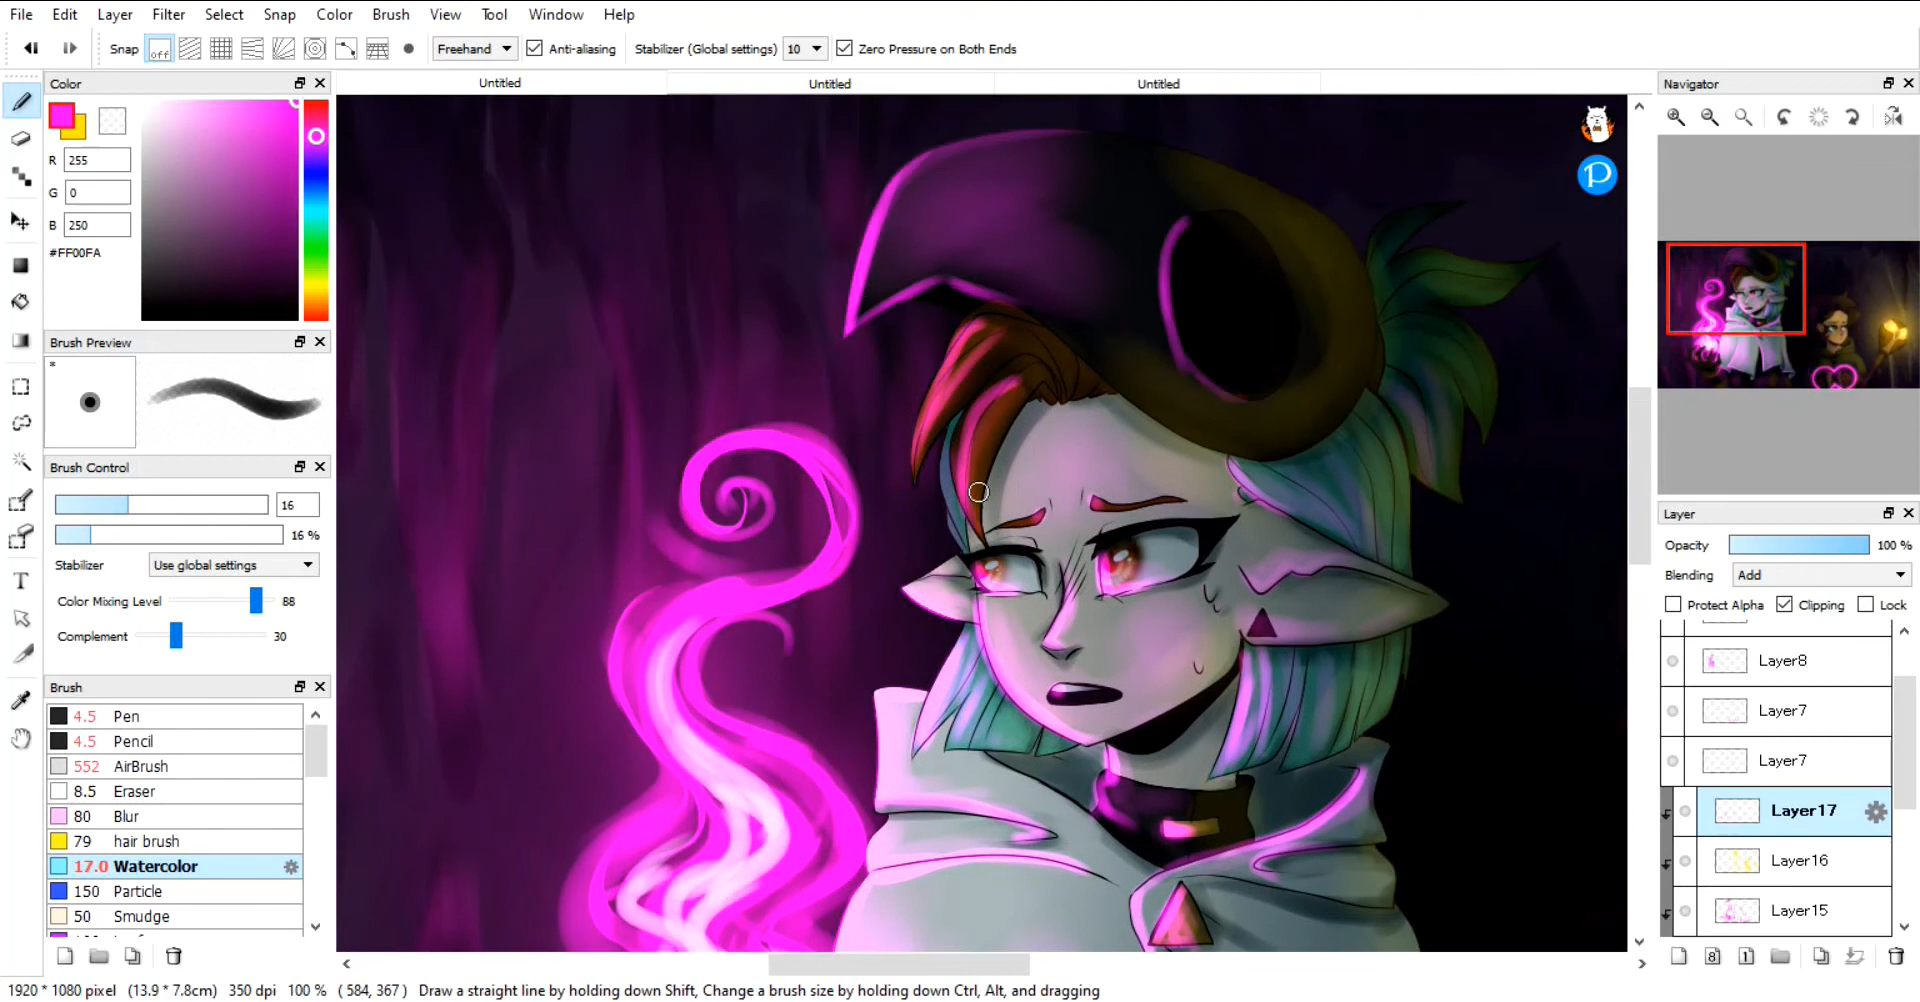 File Edit Layer Filter Select Snap Color Brush View Tool Window Help
Snap off Freehand Anti-aliasing Stabilizer (Global settings) 10 Zero Pressure on Both Ends
Color
Untitled Untitled Untitled
Navigator
R 255
G 0
B 250
#FF00FA
P
Brush Preview
*
Brush Control
16
16 %
Stabilizer Use global settings
Color Mixing Level 88
Complement 30
Brush
4.5 Pen
4.5 Pencil
552 AirBrush
8.5 Eraser
80 Blur
79 hair brush
17.0 Watercolor
150 Particle
50 Smudge
Layer
Opacity 100 %
Blending Add
Protect Alpha Clipping Lock
Layer8
Layer7
Layer7
Layer17
Layer16
Layer15
8 1
T
1920 * 1080 pixel (13.9 * 7.8cm) 350 dpi 100 % ( 584, 367 ) Draw a straight line by holding down Shift, Change a brush size by holding down Ctrl, Alt, and dragging